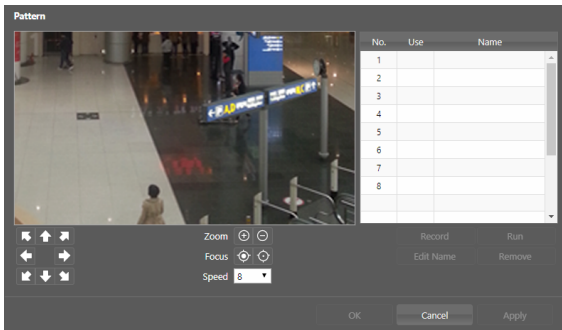 Pattern
No. Use Name
1
2
3
4
5
6
7
8
Zoom
Focus
Speed 8
Record Run
Edit Name Remove
OK Cancel Apply